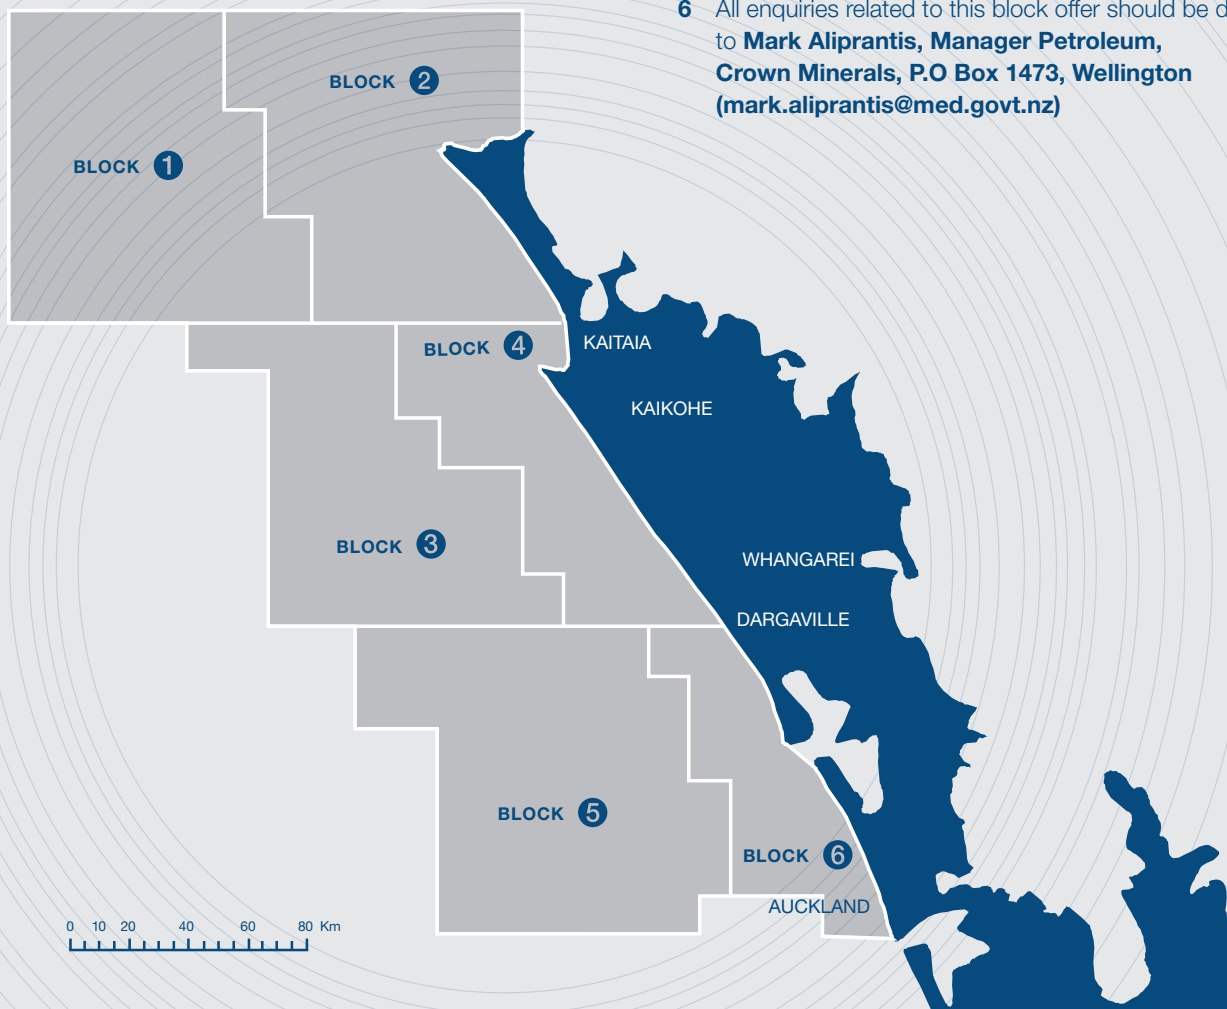 6 All enquiries related to this block offer should be d
to Mark Aliprantis, Manager Petroleum,
Crown Minerals, P.O Box 1473, Wellington
(mark.aliprantis@med.govt.nz)
BLOCK 2
BLOCK 1
BLOCK 4
KAITAIA
KAIKOHE
BLOCK 3
WHANGAREI
DARGAVILLE
BLOCK 5
BLOCK 6
AUCKLAND
0 10 20 40 60 80 Km